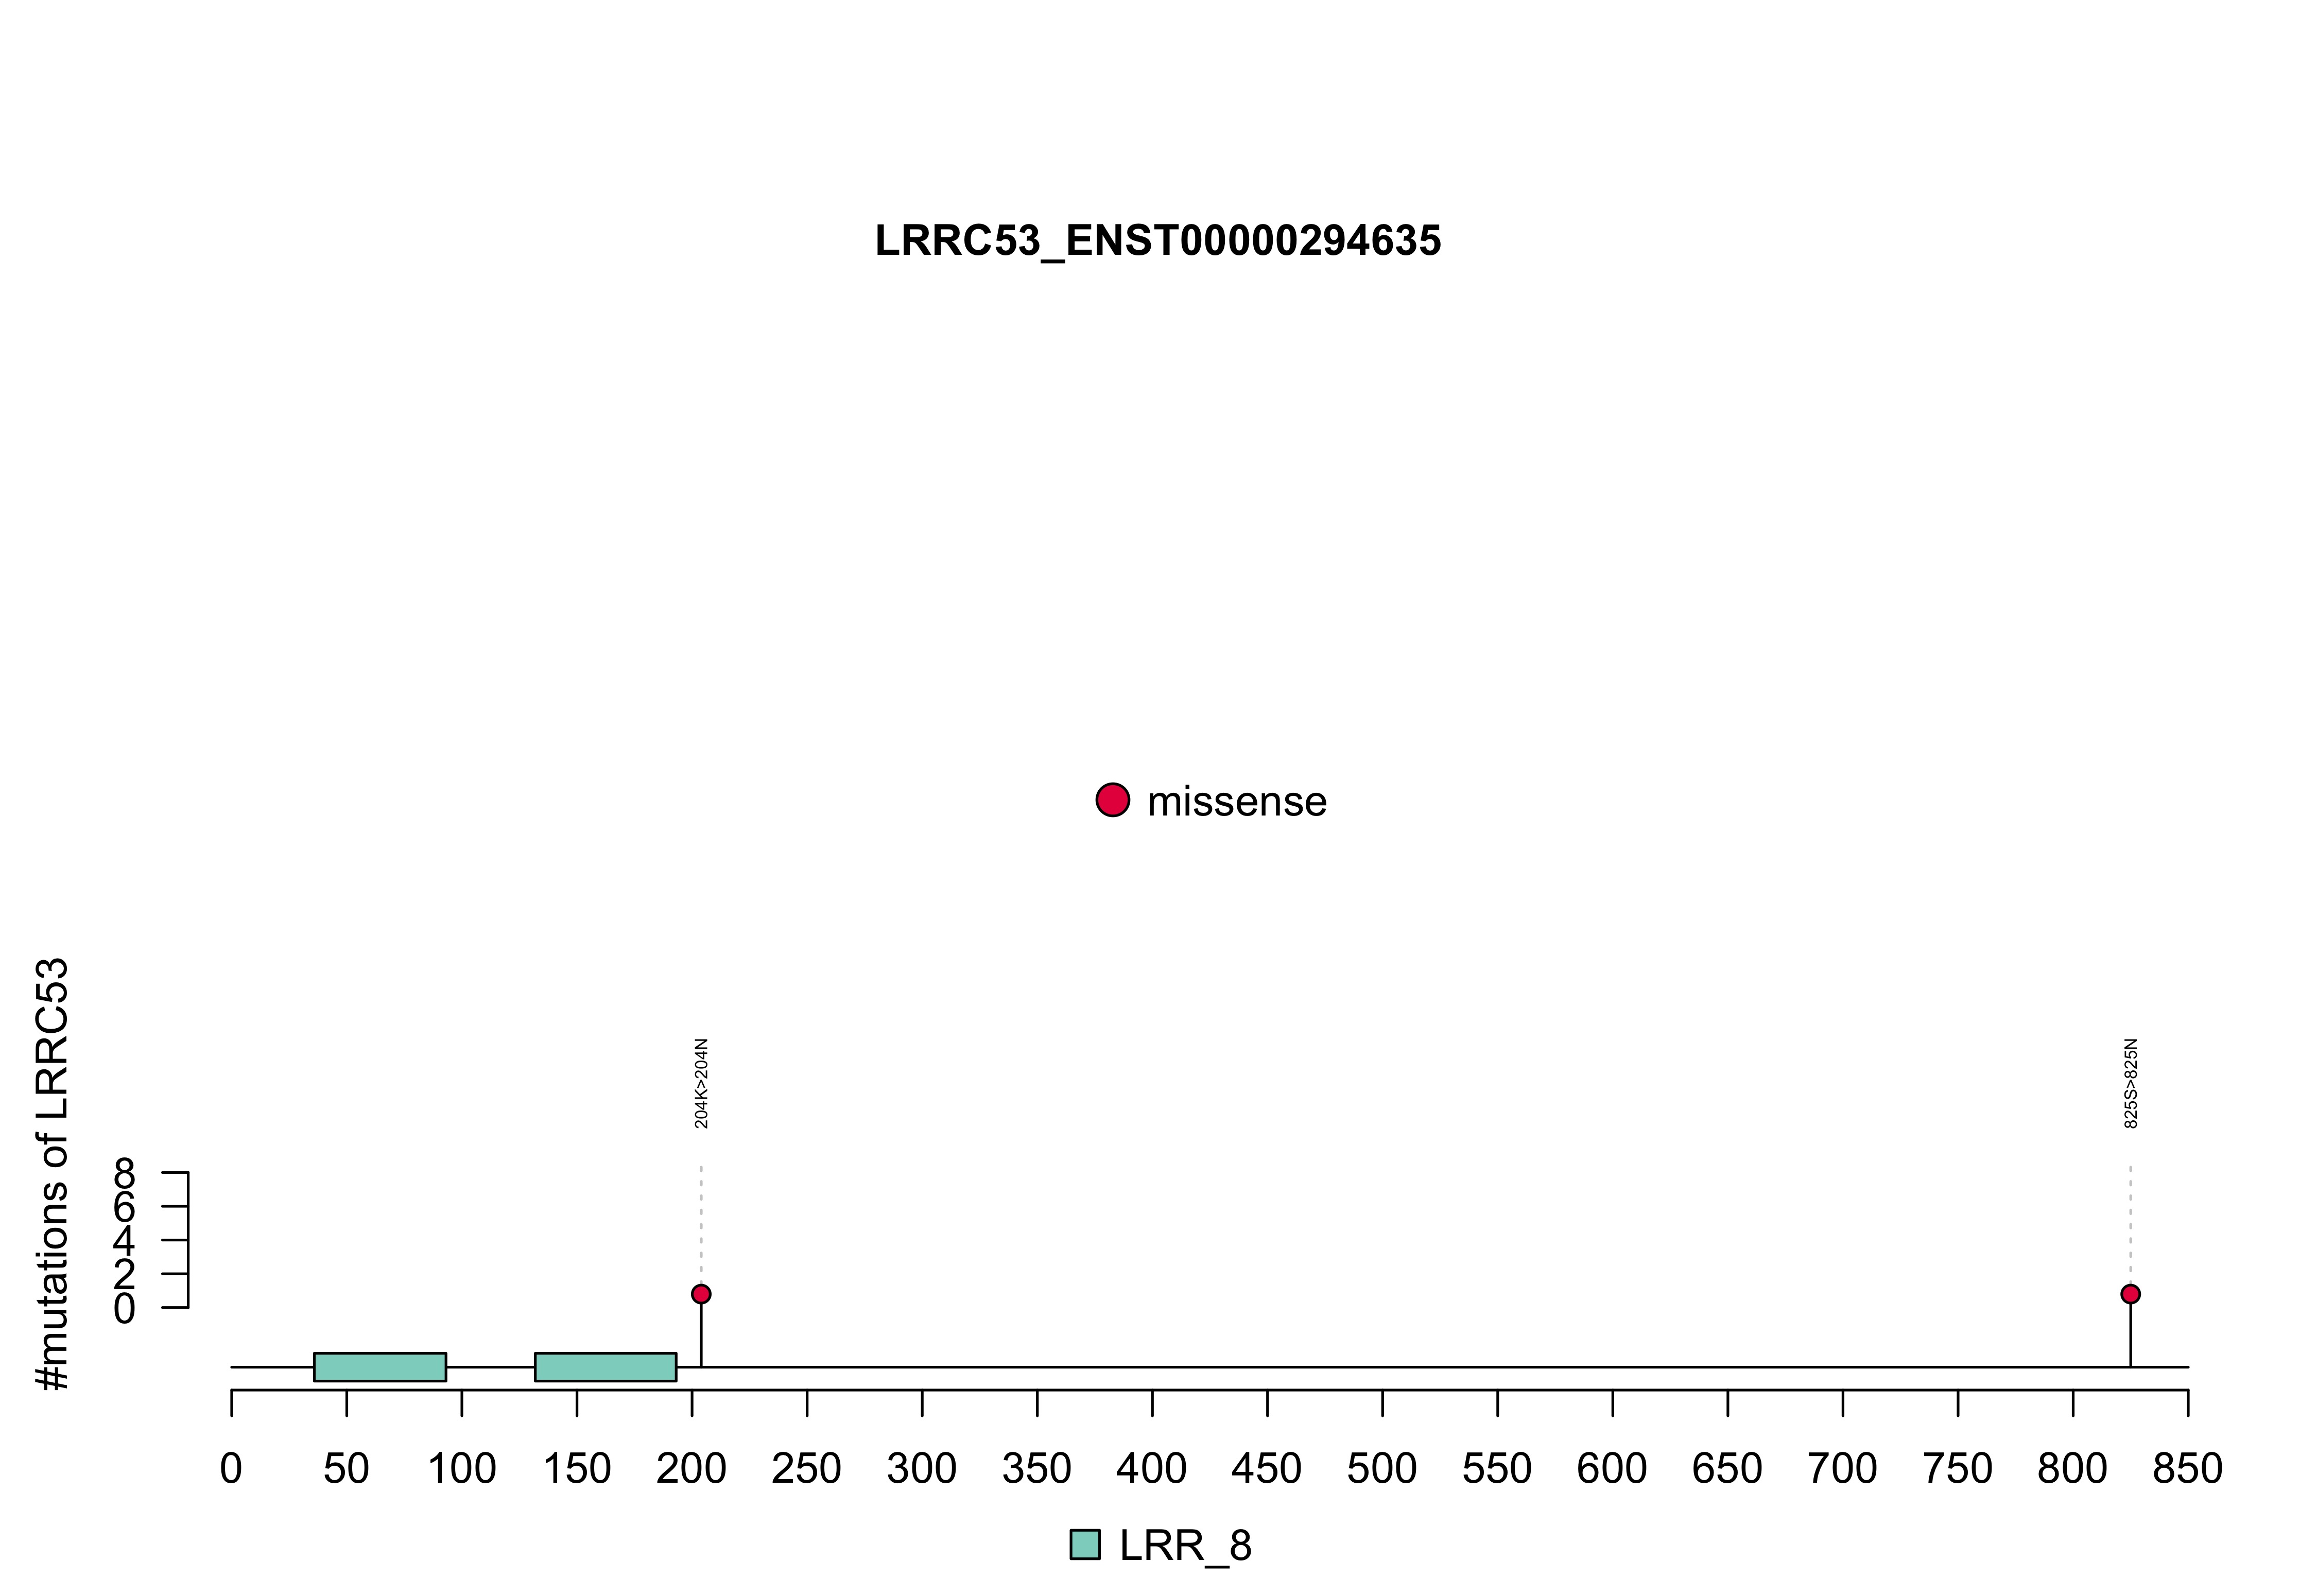 LRRC53_ENST00000294635
missense
#mutations of LRRC53
204K>204N
825S>825N
8
6
4
2
0
0 50 100 150 200 250 300 350 400 450 500 550 600 650 700 750 800 850
LRR_8